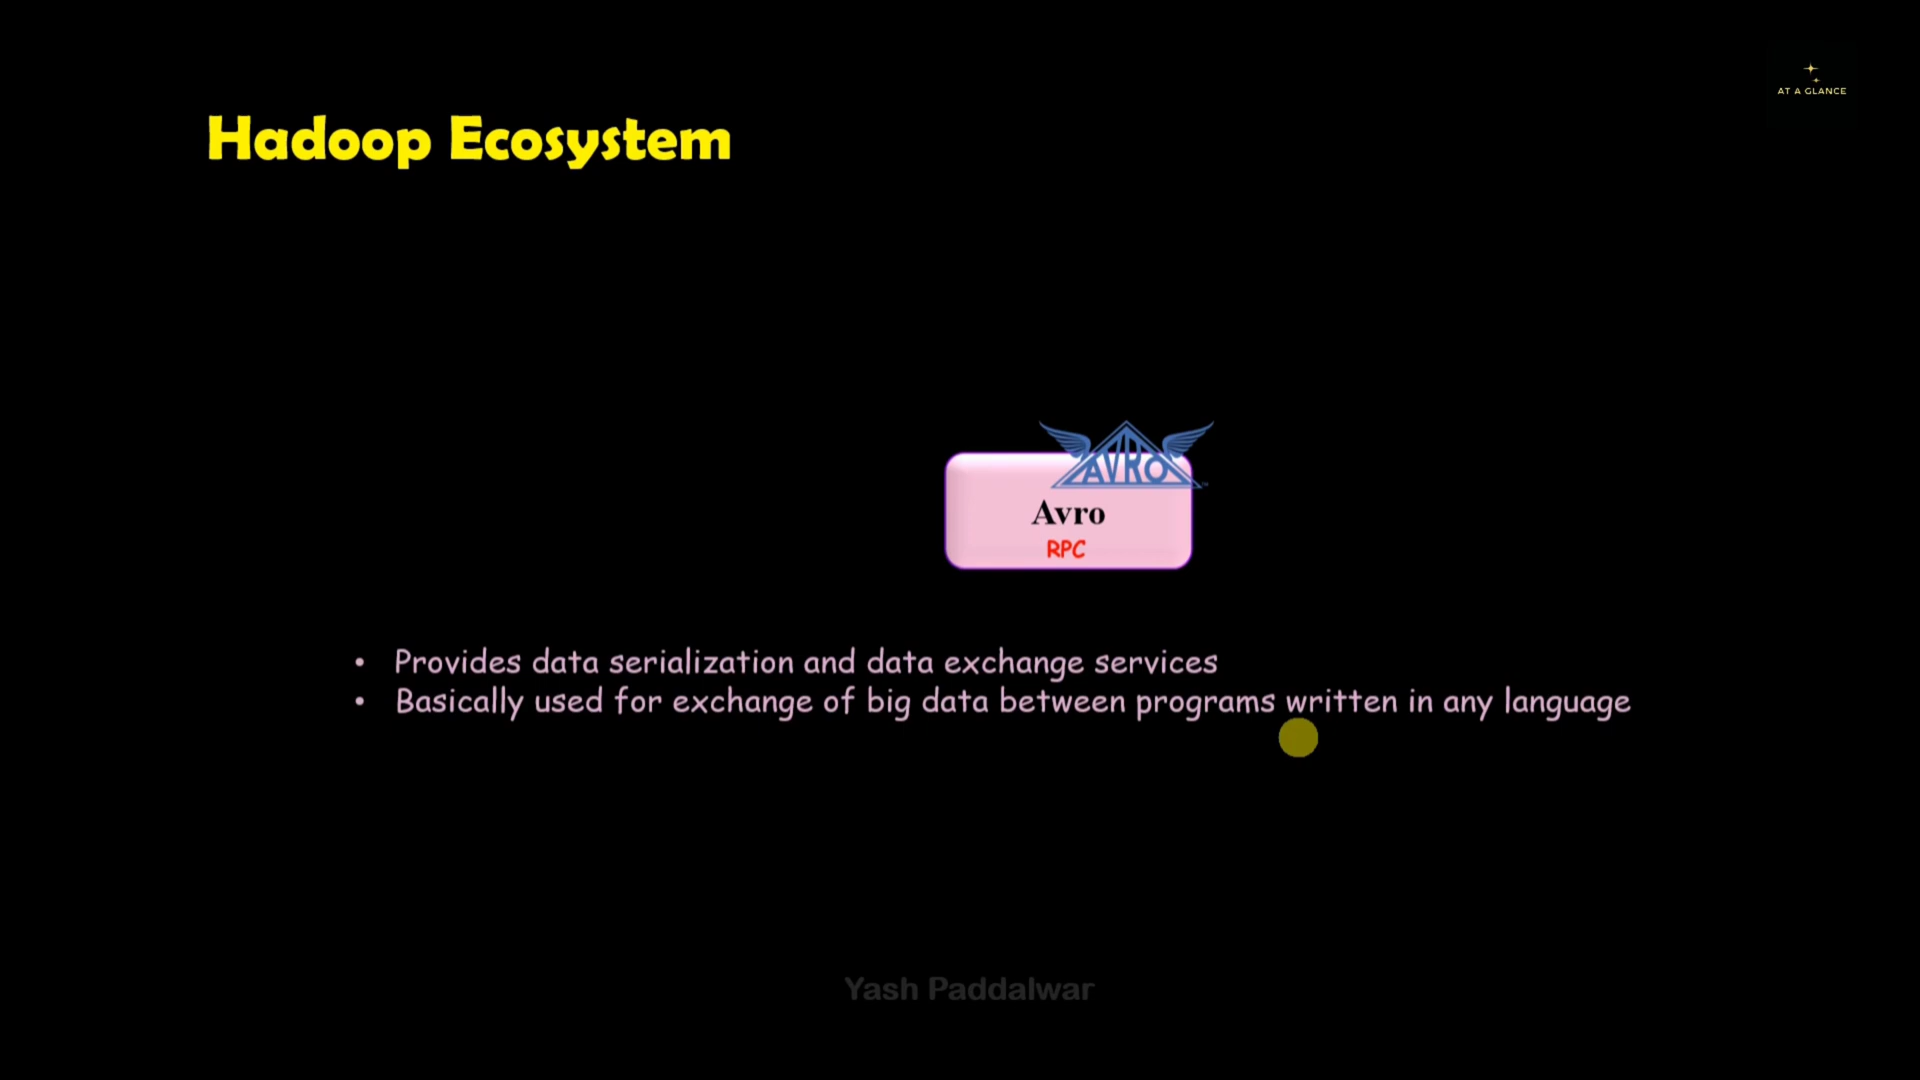 AT A GLANCE
Hadoop Ecosystem
AVRO
Avro
RPC
• Provides data serialization and data exchange services
• Basically used for exchange of big data between programs written in any language
Yash Paddalwar